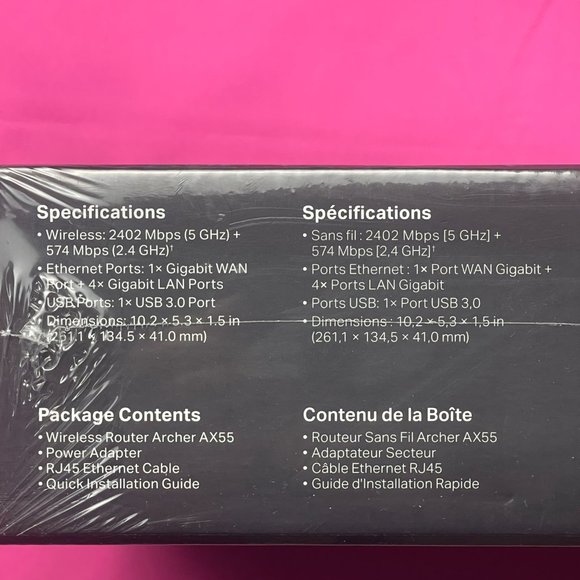 Specifications
• Wireless: 2402 Mbps (5 GHz) +
574 Mbps (2.4 GHz)†
• Ethernet Ports: 1× Gigabit WAN
Port + 4× Gigabit LAN Ports
• USB Ports: 1× USB 3.0 Port
• Dimensions: 10.2 × 5.3 × 1.5 in
(261.1 × 134.5 × 41.0 mm)
Package Contents
• Wireless Router Archer AX55
• Power Adapter
• RJ45 Ethernet Cable
• Quick Installation Guide
Spécifications
• Sans fil : 2402 Mbps [5 GHz] +
574 Mbps [2,4 GHz]†
• Ports Ethernet : 1× Port WAN Gigabit +
4× Ports LAN Gigabit
• Ports USB: 1× Port USB 3,0
• Dimensions : 10,2 × 5,3 × 1,5 in
(261,1 × 134,5 × 41,0 mm)
Contenu de la Boîte
• Routeur Sans Fil Archer AX55
• Adaptateur Secteur
• Câble Ethernet RJ45
• Guide d'Installation Rapide